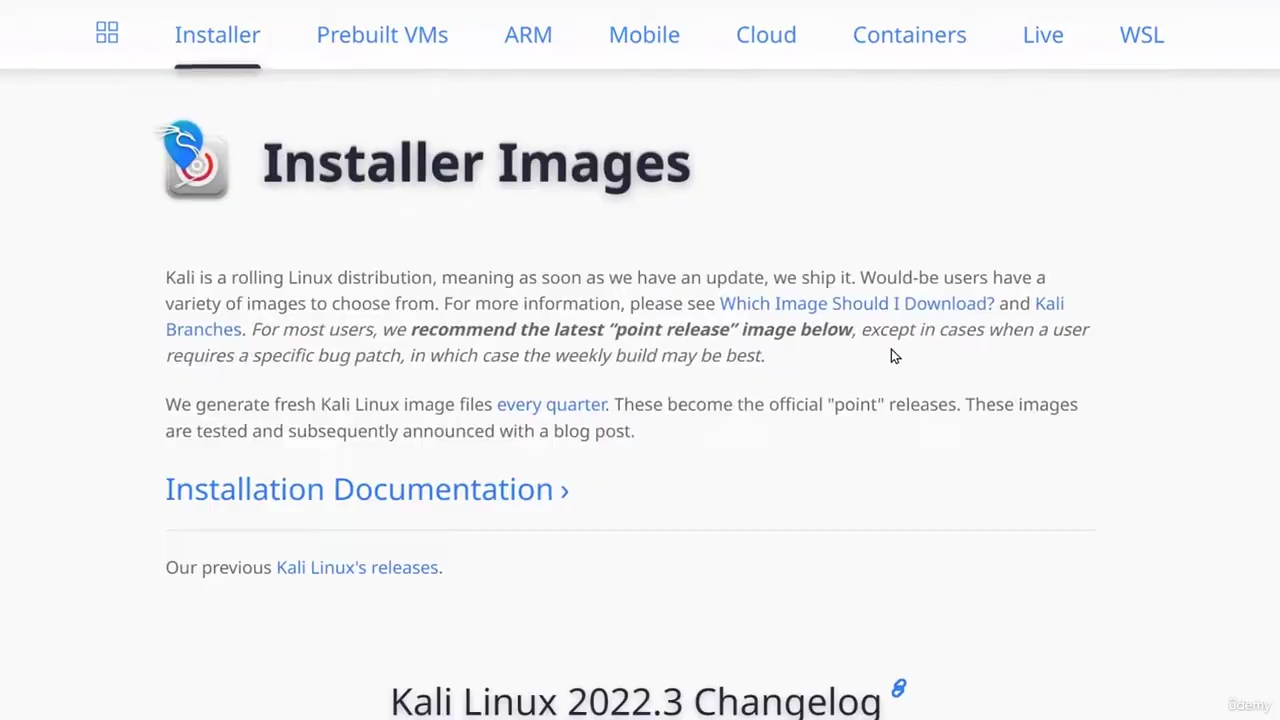 Installer Prebuilt VMs ARM Mobile Cloud Containers Live WSL
Installer Images
Kali is a rolling Linux distribution, meaning as soon as we have an update, we ship it. Would-be users have a
variety of images to choose from. For more information, please see Which Image Should I Download? and Kali
Branches. For most users, we recommend the latest “point release” image below, except in cases when a user
requires a specific bug patch, in which case the weekly build may be best.
We generate fresh Kali Linux image files every quarter. These become the official "point" releases. These images
are tested and subsequently announced with a blog post.
Installation Documentation ›
Our previous Kali Linux's releases.
Kali Linux 2022.3 Changelog
ûdemy